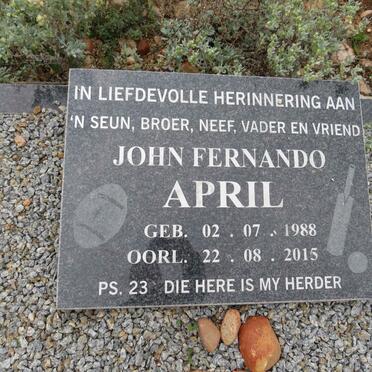 IN LIEFDEVOLLE HERINNERING AAN
'N SEUN, BROER, NEEF, VADER EN VRIEND
JOHN FERNANDO
APRIL
GEB. 02 . 07 . 1988
OORL. 22 . 08 . 2015
PS. 23 DIE HERE IS MY HERDER